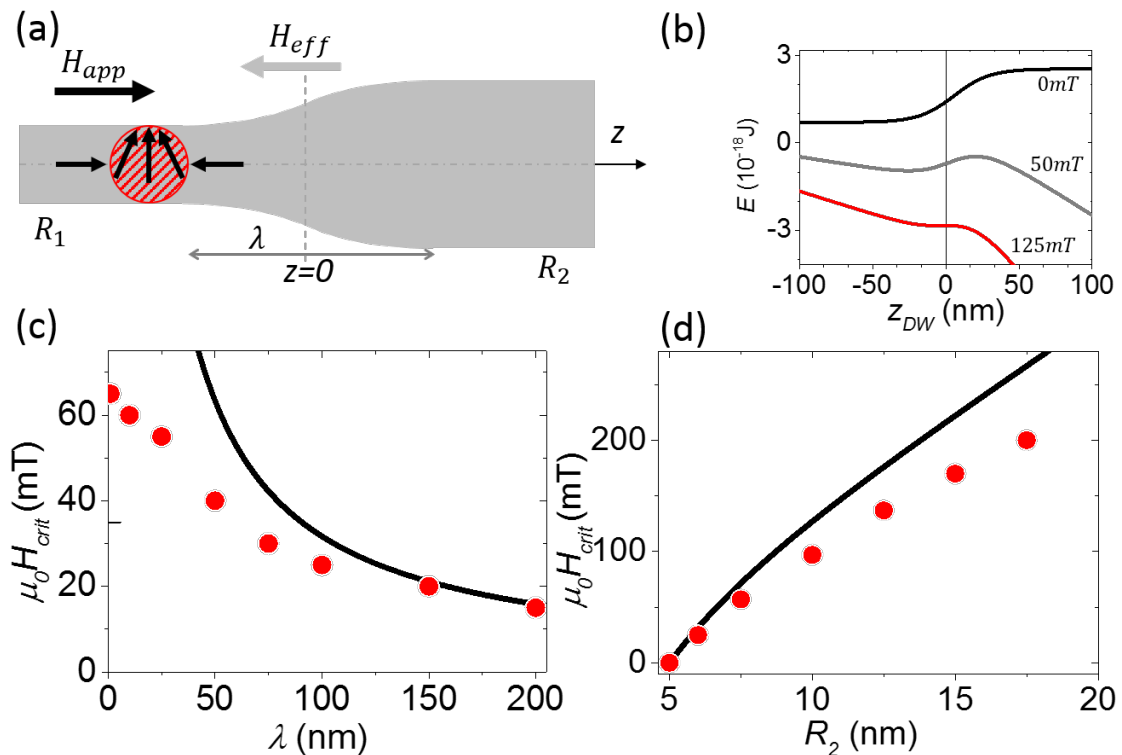 (a)
H_app
H_eff
z
R_1
λ
z=0
R_2
(b)
E (10^-18 J)
3
0
-3
0mT
50mT
125mT
-100 -50 0 50 100
z_DW (nm)
(c)
μ_0H_crit (mT)
60
40
20
0
0 50 100 150 200
λ (nm)
(d)
μ_0H_crit (mT)
200
100
0
5 10 15 20
R_2 (nm)